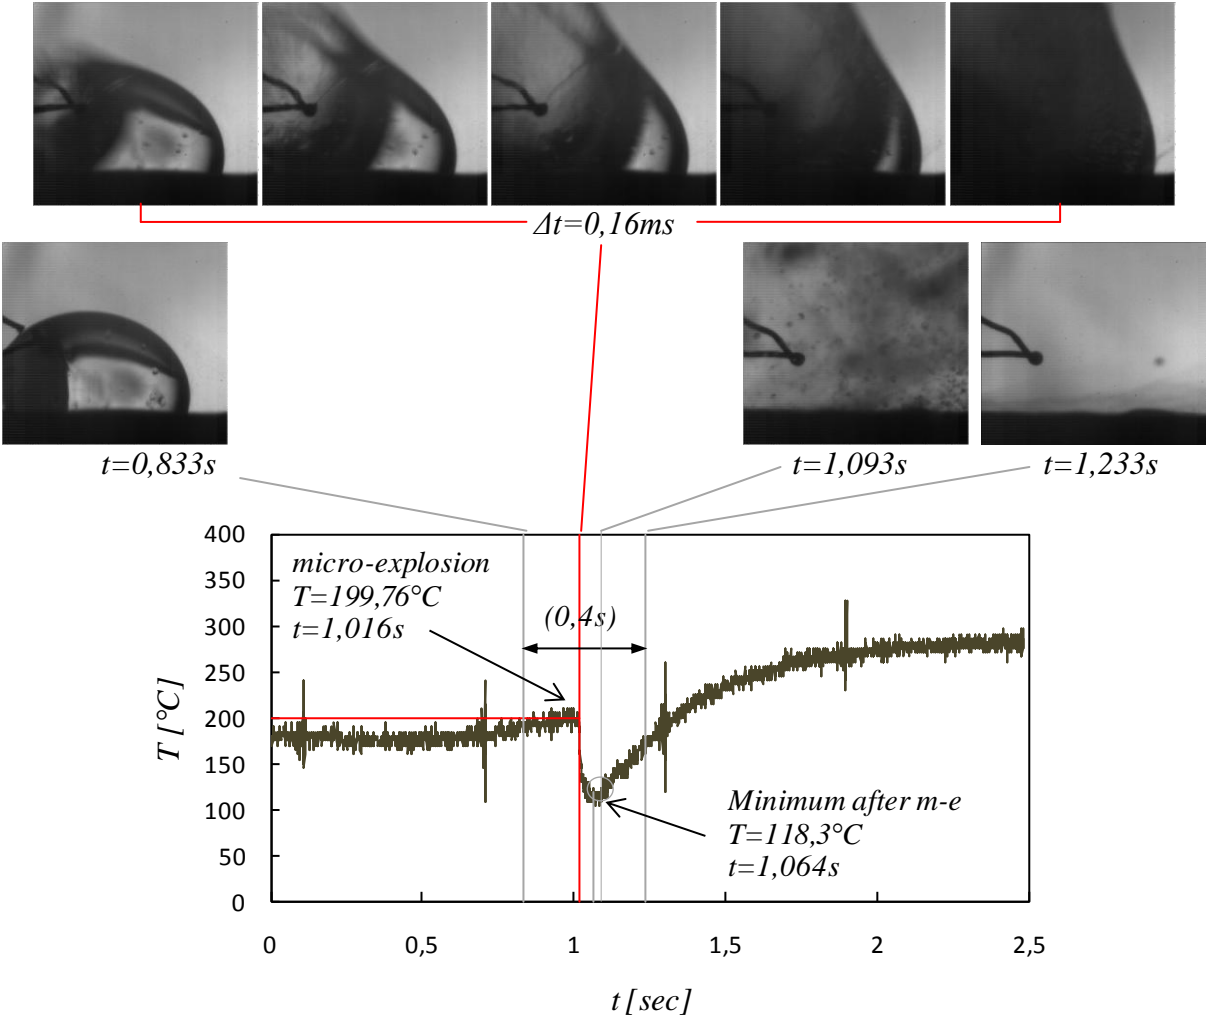 Δt=0,16ms
t=0,833s
t=1,093s
t=1,233s
400
350
300
250
200
150
100
50
0
T [°C]
micro-explosion
T=199,76°C
t=1,016s
(0,4s)
Minimum after m-e
T=118,3°C
t=1,064s
0
0,5
1
1,5
2
2,5
t [sec]